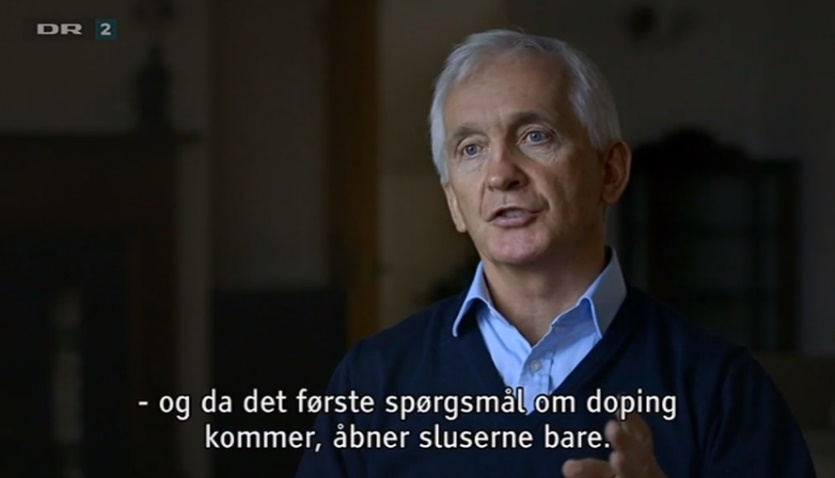 DR 2
- og da det første spørgsmål om doping
kommer, åbner sluserne bare.